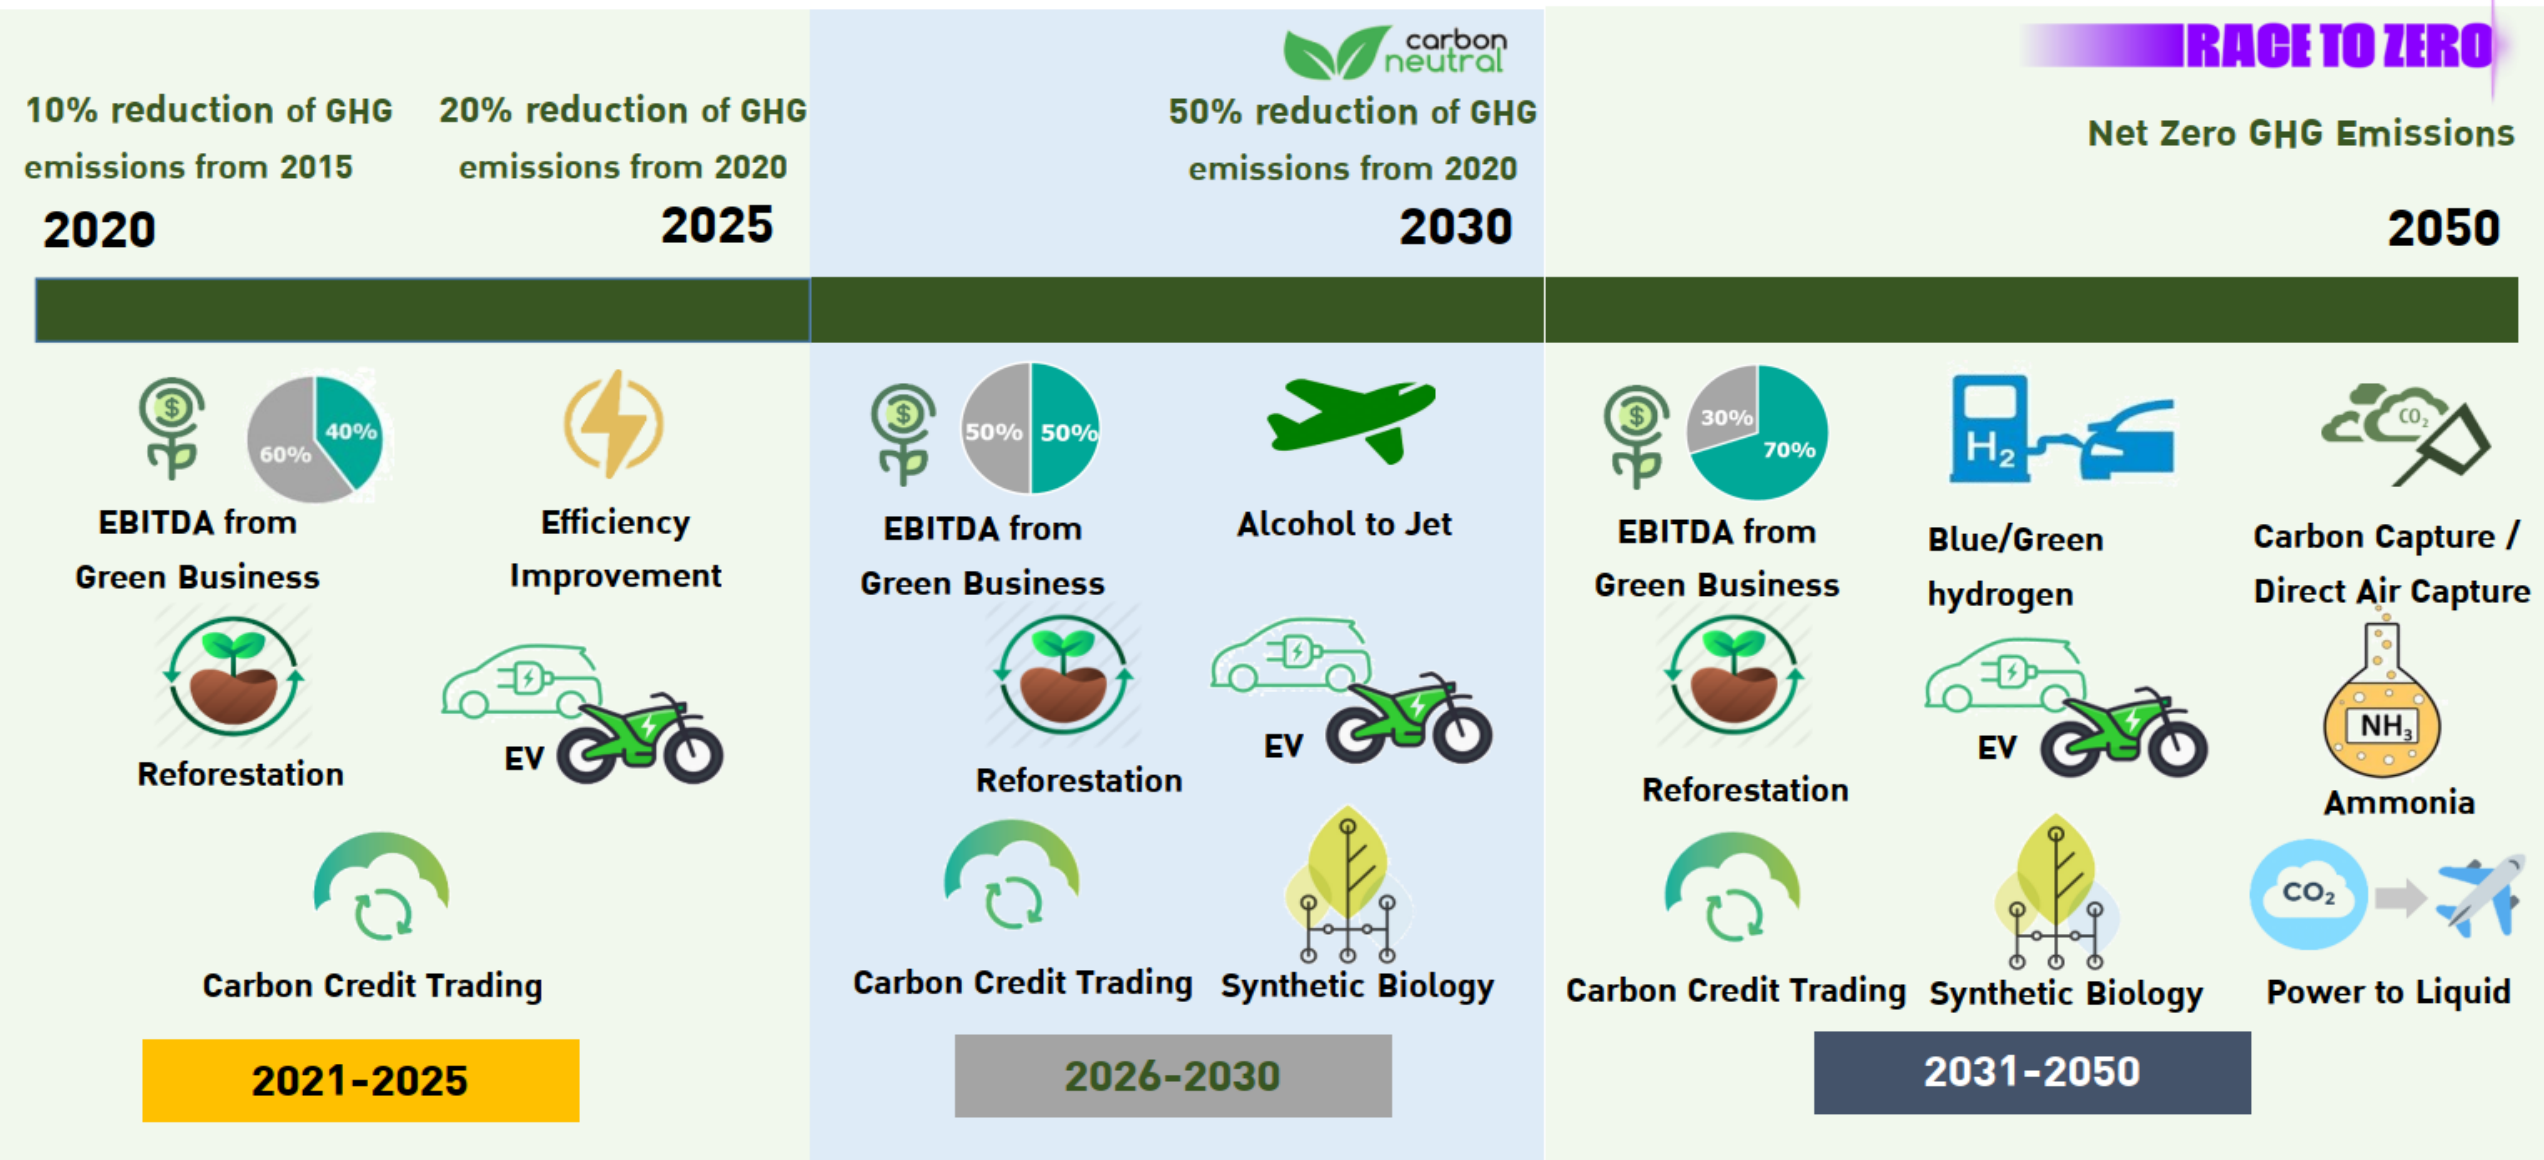 carbon
neutral
RACE TO ZERO
10% reduction of GHG
emissions from 2015
2020
20% reduction of GHG
emissions from 2020
2025
50% reduction of GHG
emissions from 2020
2030
Net Zero GHG Emissions
2050
$
60%
40%
EBITDA from
Green Business
Efficiency
Improvement
Reforestation
EV
Carbon Credit Trading
2021-2025
$
50%
50%
EBITDA from
Green Business
Alcohol to Jet
Reforestation
EV
Carbon Credit Trading
Synthetic Biology
2026-2030
$
30%
70%
EBITDA from
Green Business
H₂
Blue/Green
hydrogen
CO₂
Carbon Capture /
Direct Air Capture
Reforestation
EV
NH₃
Ammonia
Carbon Credit Trading
Synthetic Biology
CO₂
Power to Liquid
2031-2050